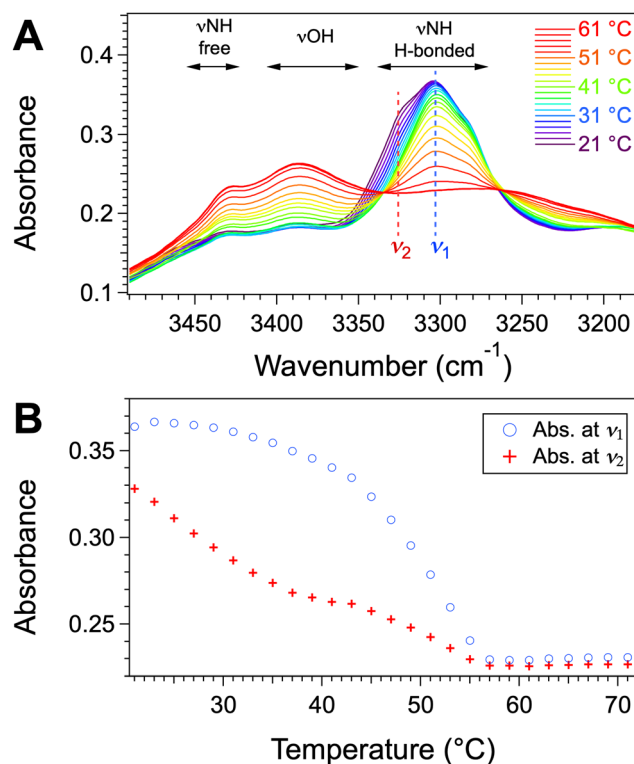 A
νNH
free
νOH
νNH
H-bonded
61 °C
51 °C
41 °C
31 °C
21 °C
0.4
0.3
0.2
0.1
Absorbance
ν2
ν1
3450
3400
3350
3300
3250
3200
Wavenumber (cm⁻¹)
B
Abs. at ν1
Abs. at ν2
0.35
0.30
0.25
Absorbance
30
40
50
60
70
Temperature (°C)